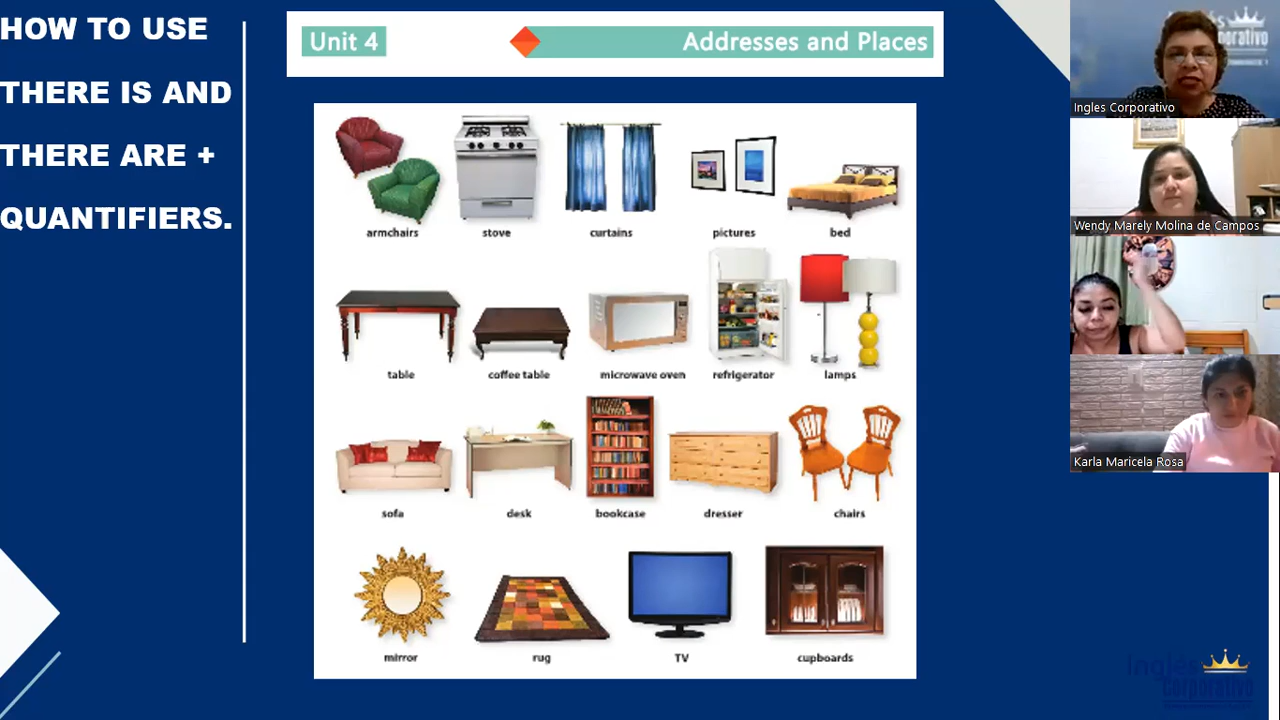 HOW TO USE
THERE IS AND
THERE ARE +
QUANTIFIERS.
Unit 4
Addresses and Places
armchairs
stove
curtains
pictures
bed
table
coffee table
microwave oven
refrigerator
lamps
sofa
desk
bookcase
dresser
chairs
mirror
rug
TV
cupboards
Ingles Corporativo
Wendy Marely Molina de Campos
Karla Maricela Rosa
Inglés
Corporativo